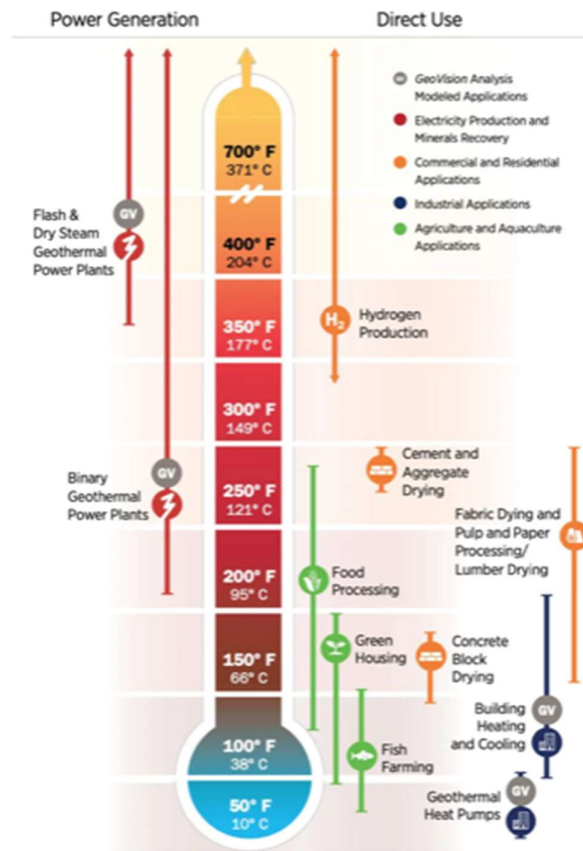 Power Generation
Direct Use
GeoVision Analysis
Modeled Applications
Electricity Production and
Minerals Recovery
Commercial and Residential
Applications
Industrial Applications
Agriculture and Aquaculture
Applications
700° F
371° C
GV
Flash &
Dry Steam
Geothermal
Power Plants
400° F
204° C
350° F
177° C
H2
Hydrogen
Production
300° F
149° C
GV
Binary
Geothermal
Power Plants
250° F
121° C
Cement and
Aggregate
Drying
Fabric Dying and
Pulp and Paper
Processing/
Lumber Drying
200° F
95° C
Food
Processing
150° F
66° C
Green
Housing
Concrete
Block
Drying
GV
Building
Heating
and Cooling
100° F
38° C
Fish
Farming
50° F
10° C
GV
Geothermal
Heat Pumps